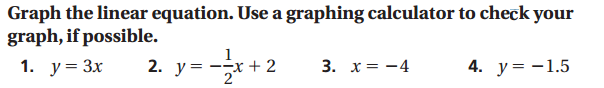 Graph the linear equation. Use a graphing calculator to check your
graph, if possible.
1. y = 3x 2. y = -1/2x + 2 3. x = -4 4. y = -1.5